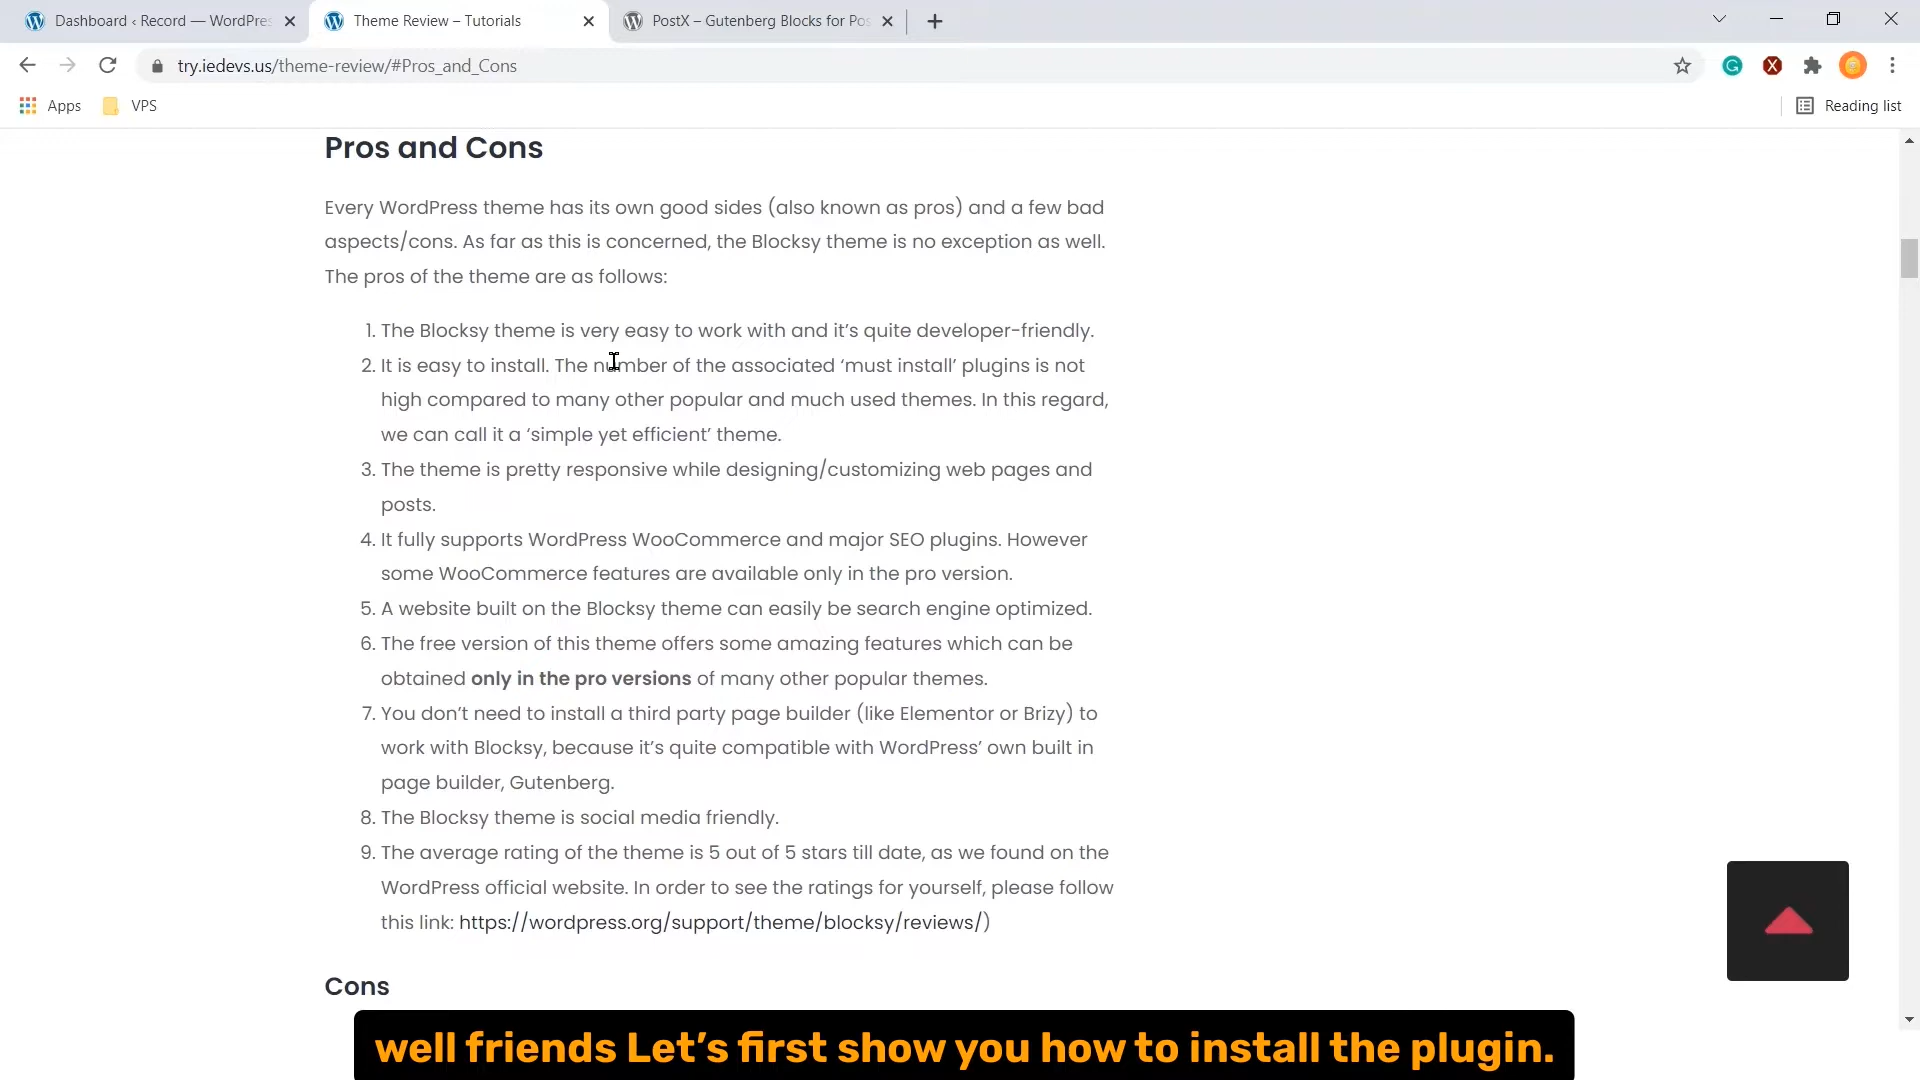 Dashboard ‹ Record — WordPres
Theme Review – Tutorials
PostX – Gutenberg Blocks for Pos
try.iedevs.us/theme-review/#Pros_and_Cons
Apps
VPS
Reading list
Pros and Cons
Every WordPress theme has its own good sides (also known as pros) and a few bad
aspects/cons. As far as this is concerned, the Blocksy theme is no exception as well.
The pros of the theme are as follows:
1. The Blocksy theme is very easy to work with and it’s quite developer-friendly.
2. It is easy to install. The number of the associated ‘must install’ plugins is not
high compared to many other popular and much used themes. In this regard,
we can call it a ‘simple yet efficient’ theme.
3. The theme is pretty responsive while designing/customizing web pages and
posts.
4. It fully supports WordPress WooCommerce and major SEO plugins. However
some WooCommerce features are available only in the pro version.
5. A website built on the Blocksy theme can easily be search engine optimized.
6. The free version of this theme offers some amazing features which can be
obtained only in the pro versions of many other popular themes.
7. You don’t need to install a third party page builder (like Elementor or Brizy) to
work with Blocksy, because it’s quite compatible with WordPress’ own built in
page builder, Gutenberg.
8. The Blocksy theme is social media friendly.
9. The average rating of the theme is 5 out of 5 stars till date, as we found on the
WordPress official website. In order to see the ratings for yourself, please follow
this link: https://wordpress.org/support/theme/blocksy/reviews/)
Cons
well friends Let’s first show you how to install the plugin.